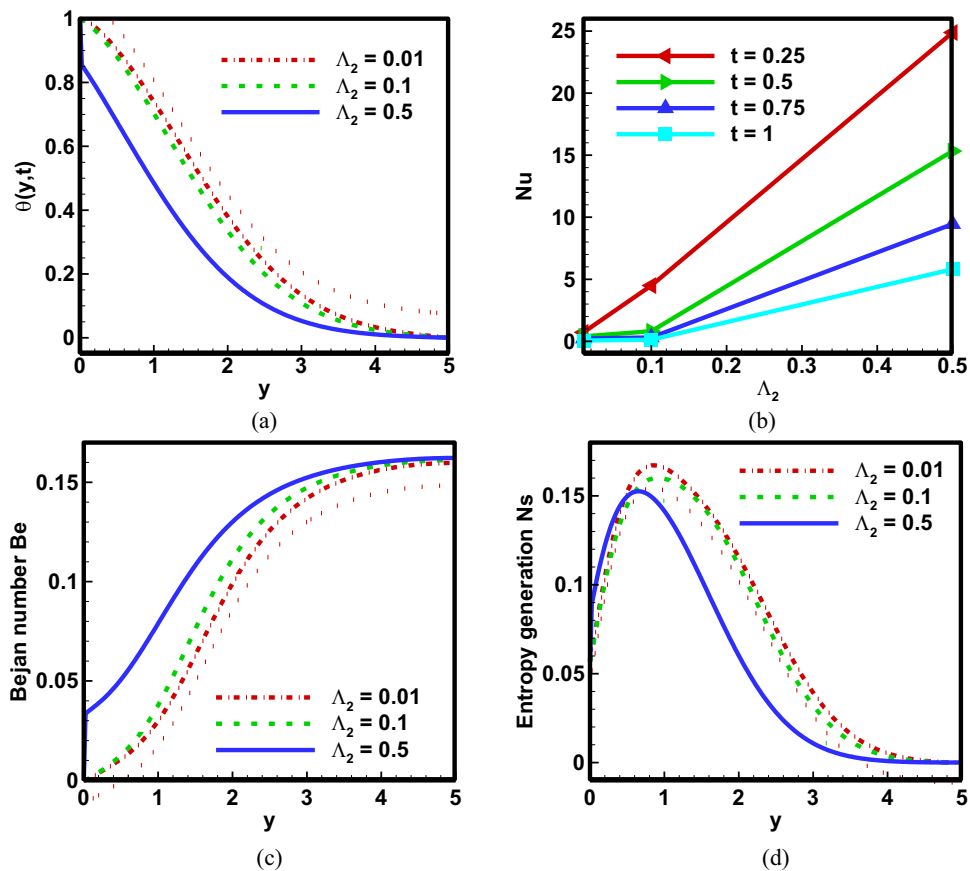 θ(y,t)
1
0.8
0.6
0.4
0.2
0
0 1 2 3 4 5
y
Λ₂ = 0.01
Λ₂ = 0.1
Λ₂ = 0.5
(a)
Nu
25
20
15
10
5
0
0.1 0.2 0.3 0.4 0.5
Λ₂
t = 0.25
t = 0.5
t = 0.75
t = 1
(b)
Bejan number Be
0.15
0.1
0.05
0
0 1 2 3 4 5
y
Λ₂ = 0.01
Λ₂ = 0.1
Λ₂ = 0.5
(c)
Entropy generation Ns
0.15
0.1
0.05
0
0 1 2 3 4 5
y
Λ₂ = 0.01
Λ₂ = 0.1
Λ₂ = 0.5
(d)